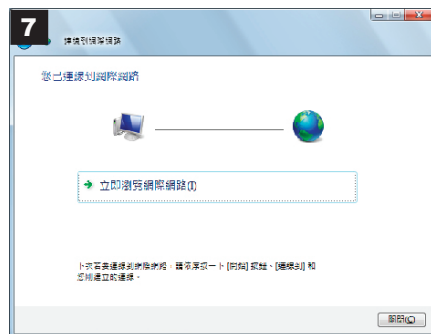 7
連線到網際網路
您已連線到網際網路
立即瀏覽網際網路(I)
下次若要連線到網際網路，請依序按一下 [開始] 按鈕、[連線到] 和
您剛建立的連線。
關閉(C)